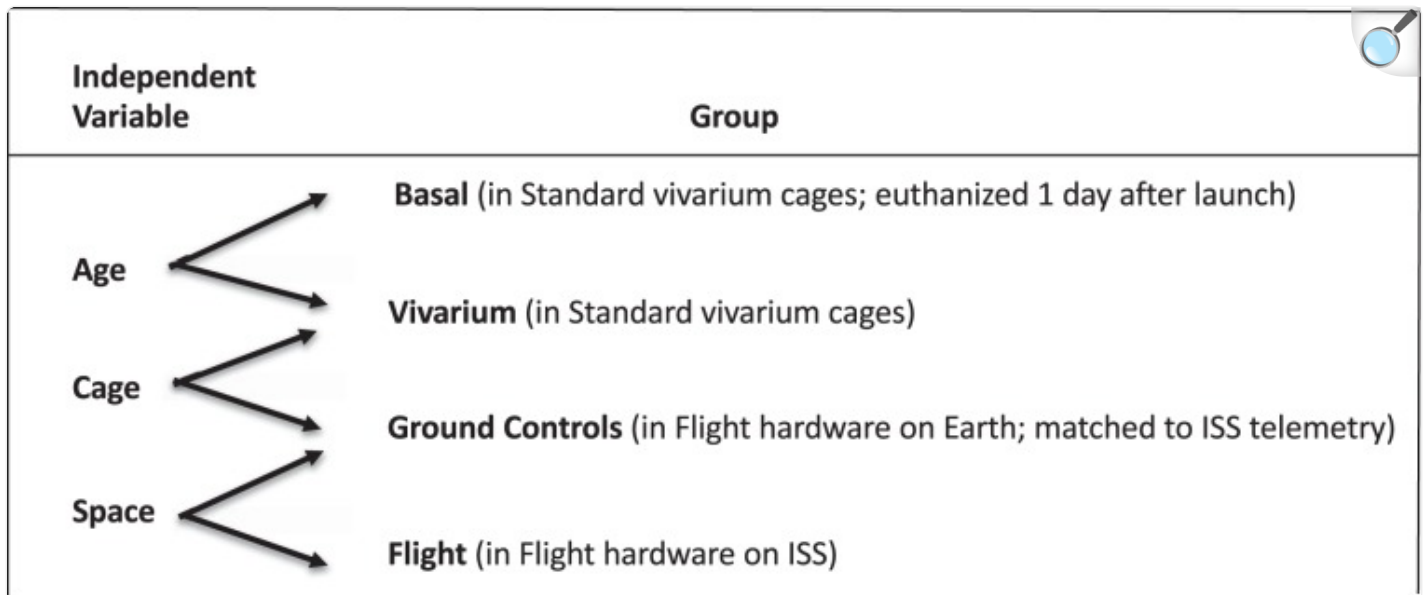 Independent
Variable
Group
Basal (in Standard vivarium cages; euthanized 1 day after launch)
Age
Vivarium (in Standard vivarium cages)
Cage
Ground Controls (in Flight hardware on Earth; matched to ISS telemetry)
Space
Flight (in Flight hardware on ISS)